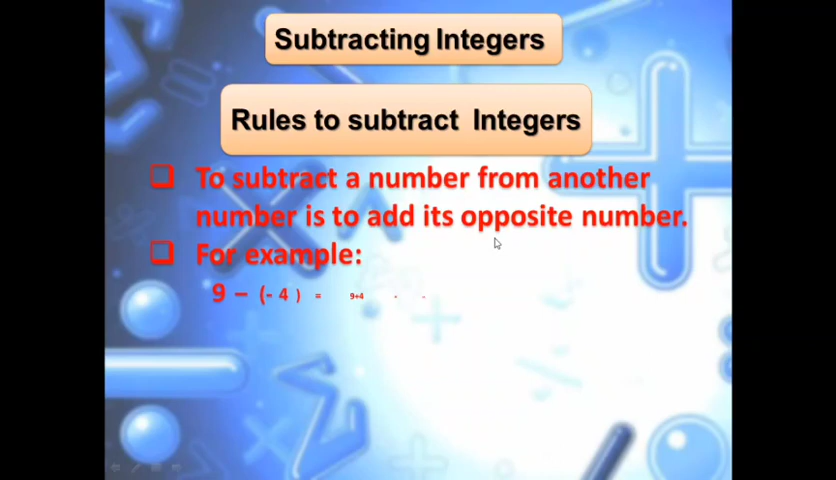 Subtracting Integers
Rules to subtract Integers
To subtract a number from another
number is to add its opposite number.
For example:
9 – (- 4 ) = 9+4